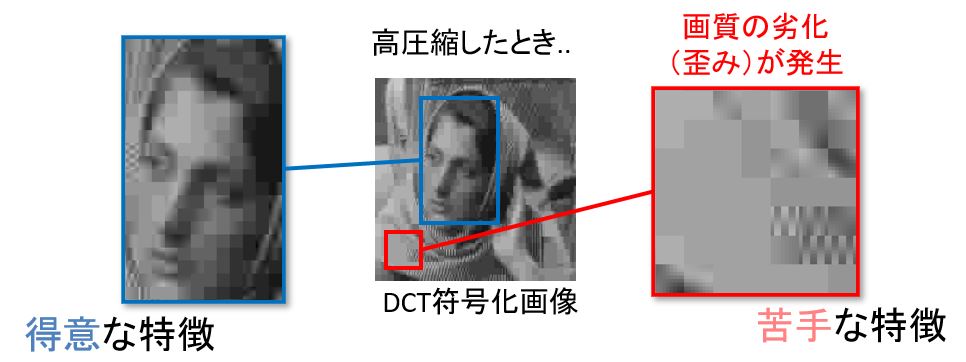 高圧縮したとき..
画質の劣化
（歪み）が発生
DCT符号化画像
得意な特徴
苦手な特徴